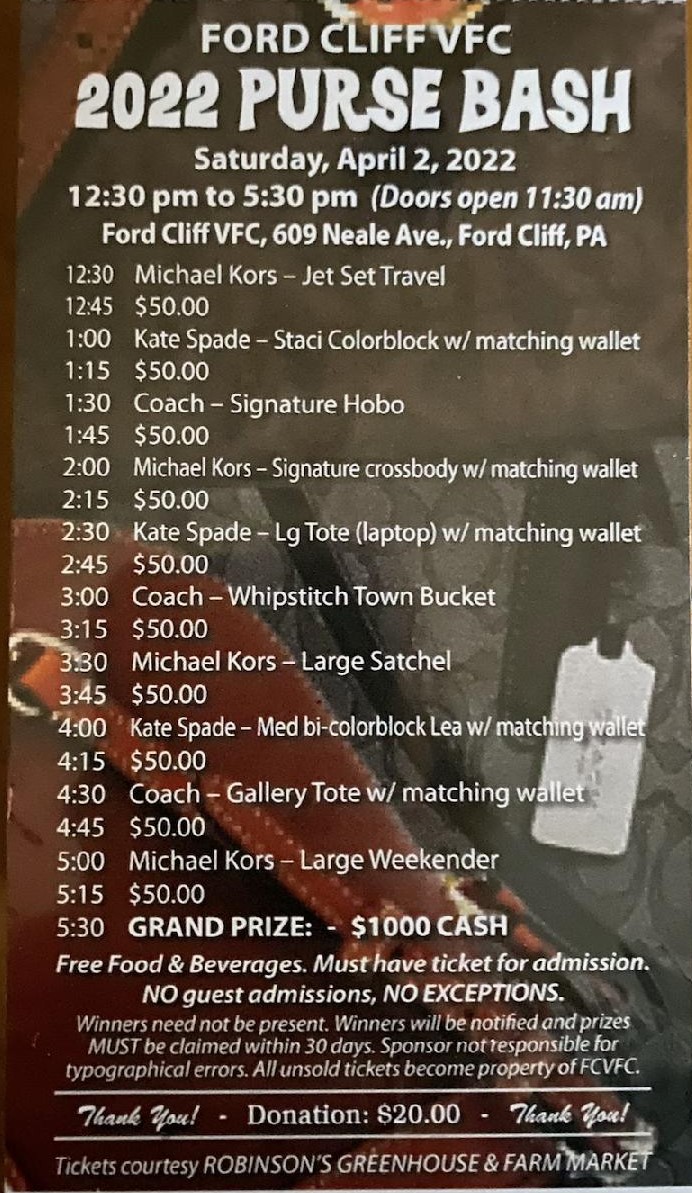 FORD CLIFF VFC
2022 PURSE BASH
Saturday, April 2, 2022
12:30 pm to 5:30 pm (Doors open 11:30 am)
Ford Cliff VFC, 609 Neale Ave., Ford Cliff, PA
12:30 Michael Kors – Jet Set Travel
12:45 $50.00
1:00 Kate Spade – Staci Colorblock w/ matching wallet
1:15 $50.00
1:30 Coach – Signature Hobo
1:45 $50.00
2:00 Michael Kors – Signature crossbody w/ matching wallet
2:15 $50.00
2:30 Kate Spade – Lg Tote (laptop) w/ matching wallet
2:45 $50.00
3:00 Coach – Whipstitch Town Bucket
3:15 $50.00
3:30 Michael Kors – Large Satchel
3:45 $50.00
4:00 Kate Spade – Med bi-colorblock Lea w/ matching wallet
4:15 $50.00
4:30 Coach – Gallery Tote w/ matching wallet
4:45 $50.00
5:00 Michael Kors – Large Weekender
5:15 $50.00
5:30 GRAND PRIZE: - $1000 CASH
Free Food & Beverages. Must have ticket for admission.
NO guest admissions, NO EXCEPTIONS.
Winners need not be present. Winners will be notified and prizes
MUST be claimed within 30 days. Sponsor not responsible for
typographical errors. All unsold tickets become property of FCVFC.
Thank You! - Donation: $20.00 - Thank You!
Tickets courtesy ROBINSON'S GREENHOUSE & FARM MARKET